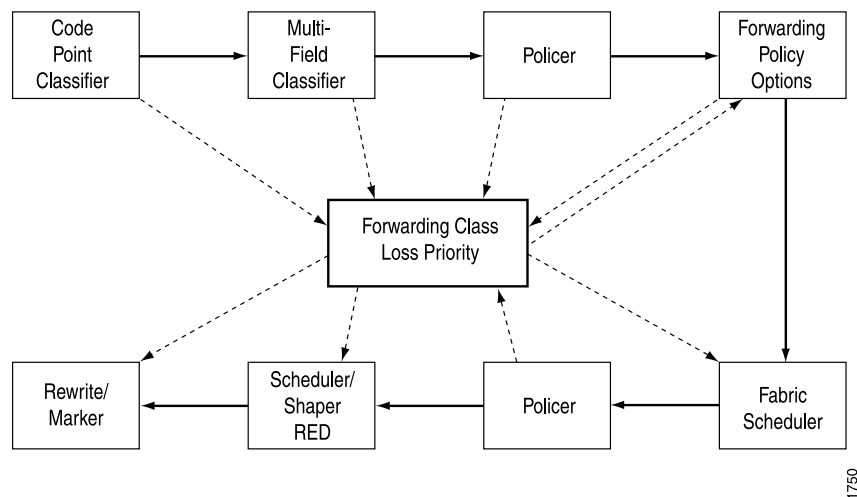 Code
Point
Classifier
Multi-
Field
Classifier
Policer
Forwarding
Policy
Options
Forwarding Class
Loss Priority
Rewrite/
Marker
Scheduler/
Shaper
RED
Policer
Fabric
Scheduler
1750